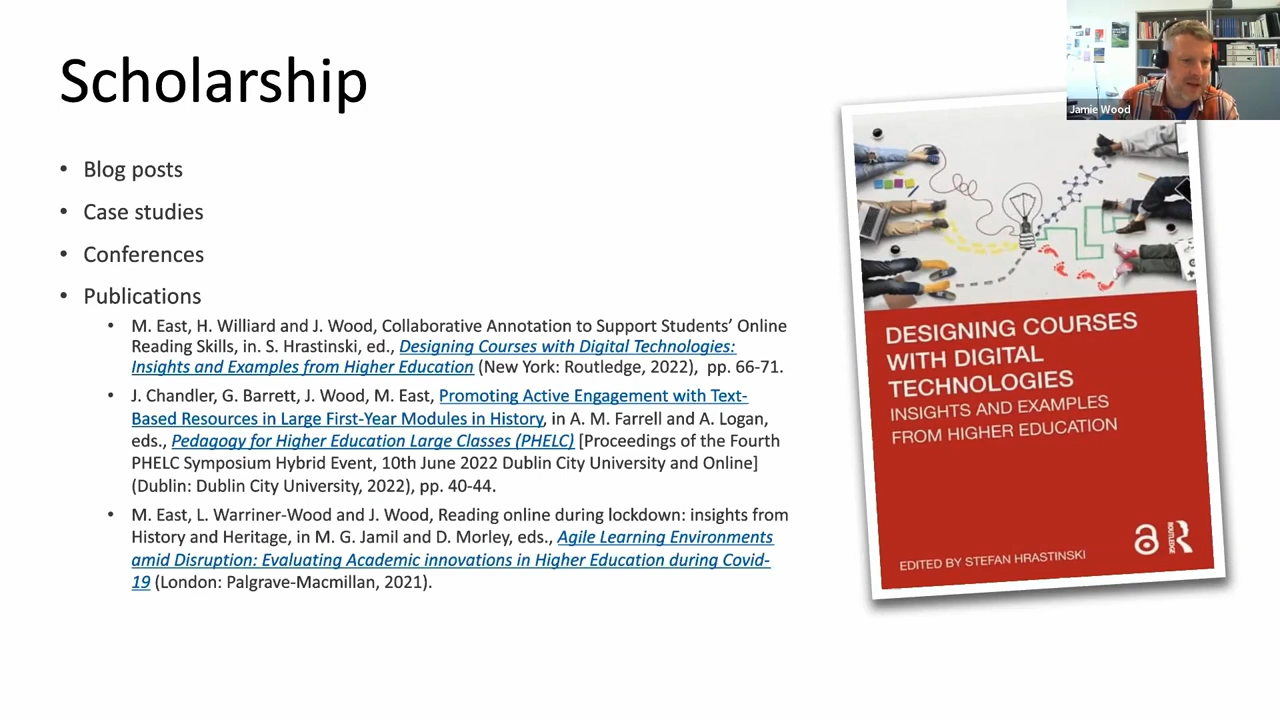 Scholarship
Jamie Wood
• Blog posts
• Case studies
• Conferences
• Publications
• M. East, H. Williard and J. Wood, Collaborative Annotation to Support Students’ Online
Reading Skills, in. S. Hrastinski, ed., Designing Courses with Digital Technologies:
Insights and Examples from Higher Education (New York: Routledge, 2022), pp. 66-71.
• J. Chandler, G. Barrett, J. Wood, M. East, Promoting Active Engagement with Text-
Based Resources in Large First-Year Modules in History, in A. M. Farrell and A. Logan,
eds., Pedagogy for Higher Education Large Classes (PHELC) [Proceedings of the Fourth
PHELC Symposium Hybrid Event, 10th June 2022 Dublin City University and Online]
(Dublin: Dublin City University, 2022), pp. 40-44.
• M. East, L. Warriner-Wood and J. Wood, Reading online during lockdown: insights from
History and Heritage, in M. G. Jamil and D. Morley, eds., Agile Learning Environments
amid Disruption: Evaluating Academic innovations in Higher Education during Covid-
19 (London: Palgrave-Macmillan, 2021).
DESIGNING COURSES
WITH DIGITAL
TECHNOLOGIES
INSIGHTS AND EXAMPLES
FROM HIGHER EDUCATION
EDITED BY STEFAN HRASTINSKI
ROUTLEDGE